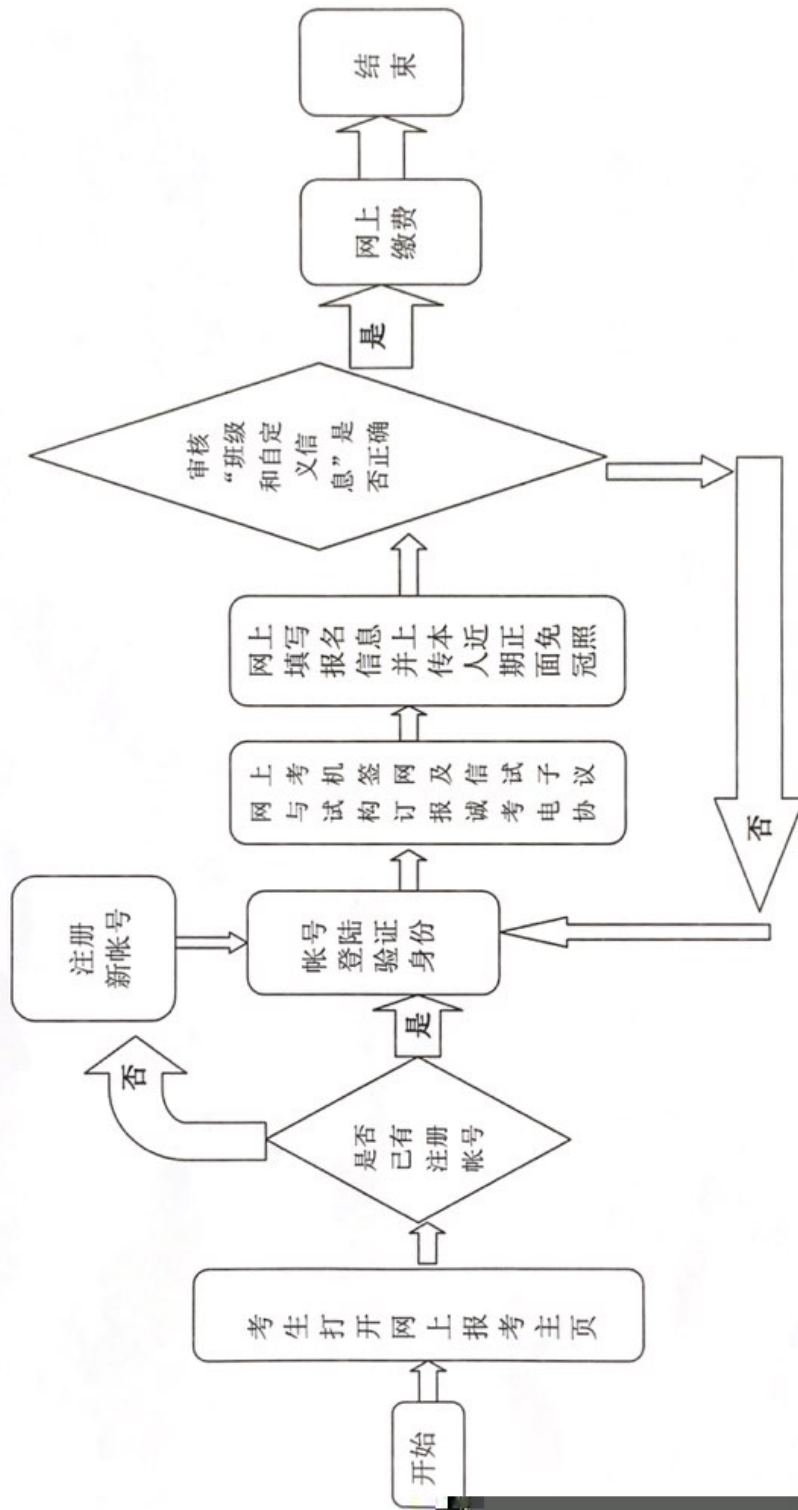 开始
考生打开网上报考主页
是否
已有
注册
帐号
否
是
注册
新帐号
帐号
登陆
验证
身份
网上
与考
试机
构签
订网
报及
诚信
考试
电子
协议
网上
填写
报名
信息
并上
传本
人近
期正
面免
冠照
审核
“班级
和自定
义信
息”是
否正确
是
否
网上
缴费
结
束